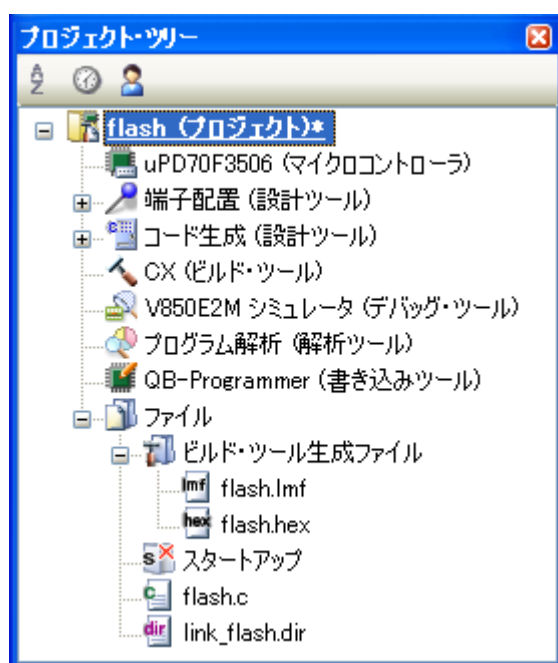 プロジェクト・ツリー
flash (プロジェクト)*
uPD70F3506 (マイクロコントローラ)
端子配置 (設計ツール)
コード生成 (設計ツール)
CX (ビルド・ツール)
V850E2M シミュレータ (デバッグ・ツール)
プログラム解析 (解析ツール)
QB-Programmer (書き込みツール)
ファイル
ビルド・ツール生成ファイル
lmf flash.lmf
hex flash.hex
S スタートアップ
C flash.c
dir link_flash.dir